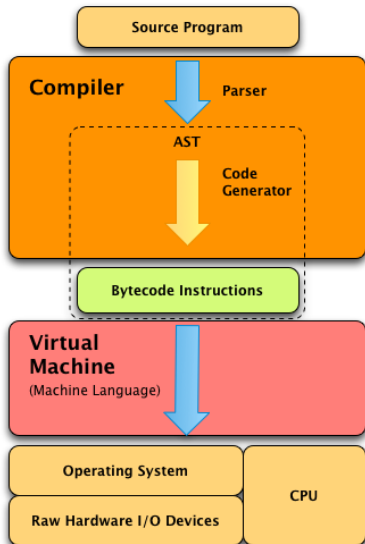 Source Program
Compiler
Parser
AST
Code
Generator
Bytecode Instructions
Virtual
Machine
(Machine Language)
Operating System
CPU
Raw Hardware I/O Devices